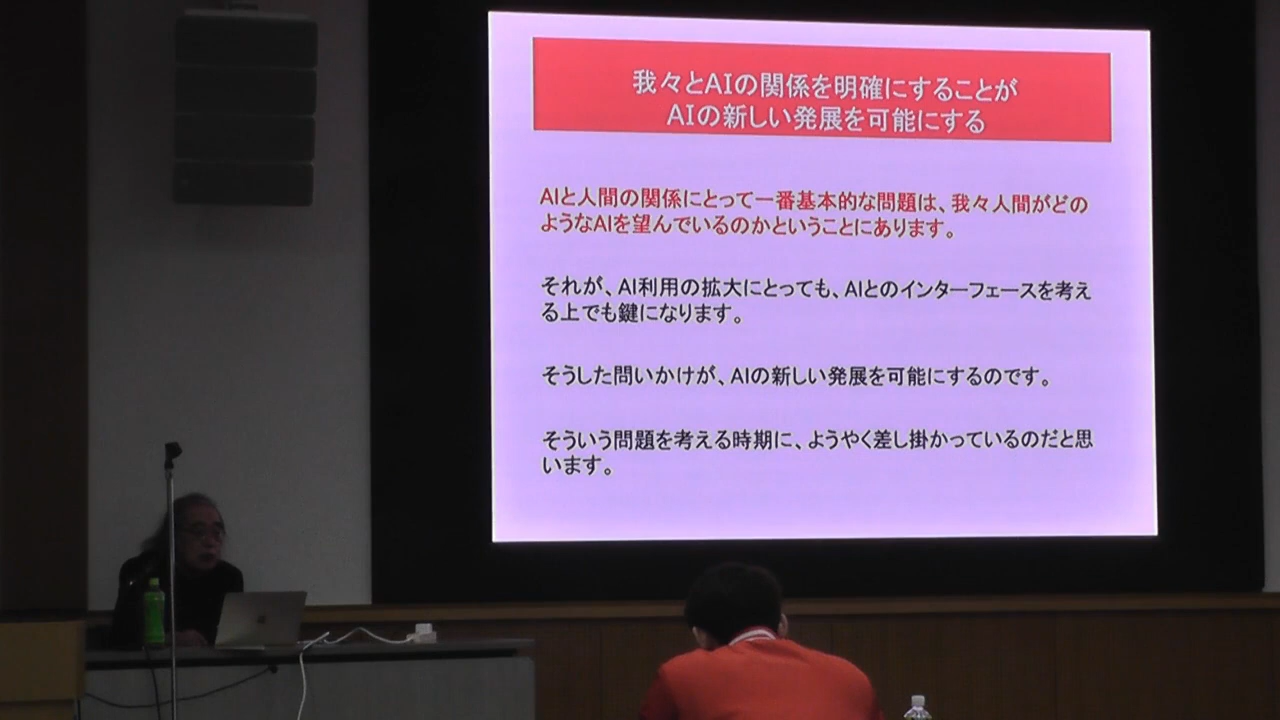 我々とAIの関係を明確にすることが
AIの新しい発展を可能にする
AIと人間の関係にとって一番基本的な問題は、我々人間がどの
ようなAIを望んでいるのかということにあります。
それが、AI利用の拡大にとっても、AIとのインターフェースを考え
る上でも鍵になります。
そうした問いかけが、AIの新しい発展を可能にするのです。
そういう問題を考える時期に、ようやく差し掛かっているのだと思
います。